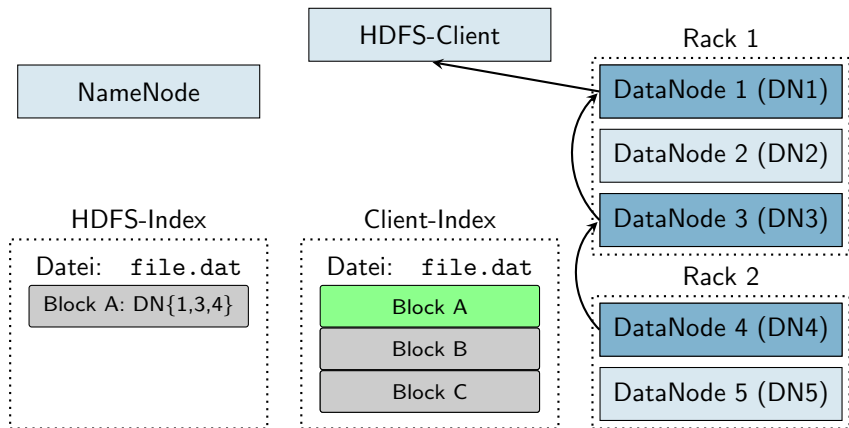 HDFS-Client
NameNode
Rack 1
DataNode 1 (DN1)
DataNode 2 (DN2)
DataNode 3 (DN3)
HDFS-Index
Datei: file.dat
Block A: DN{1,3,4}
Client-Index
Datei: file.dat
Block A
Block B
Block C
Rack 2
DataNode 4 (DN4)
DataNode 5 (DN5)